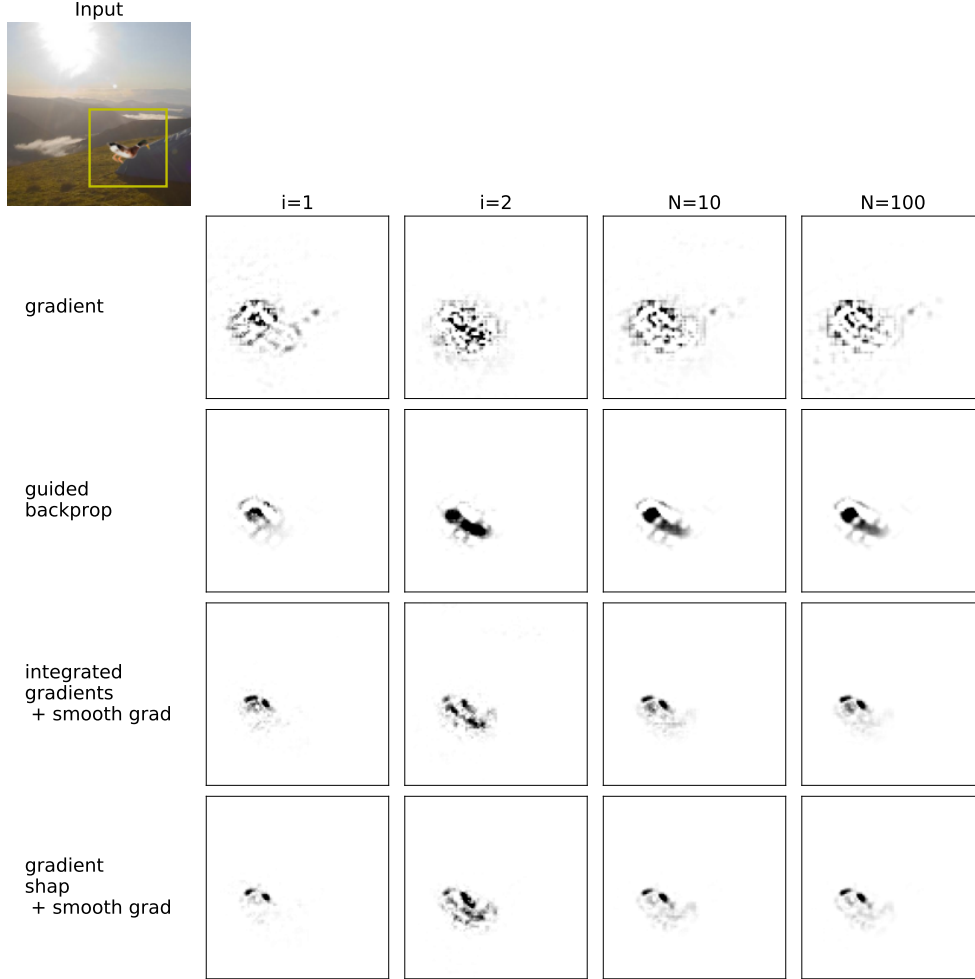 Input
i=1
i=2
N=10
N=100
gradient
guided
backprop
integrated
gradients
+ smooth grad
gradient
shap
+ smooth grad